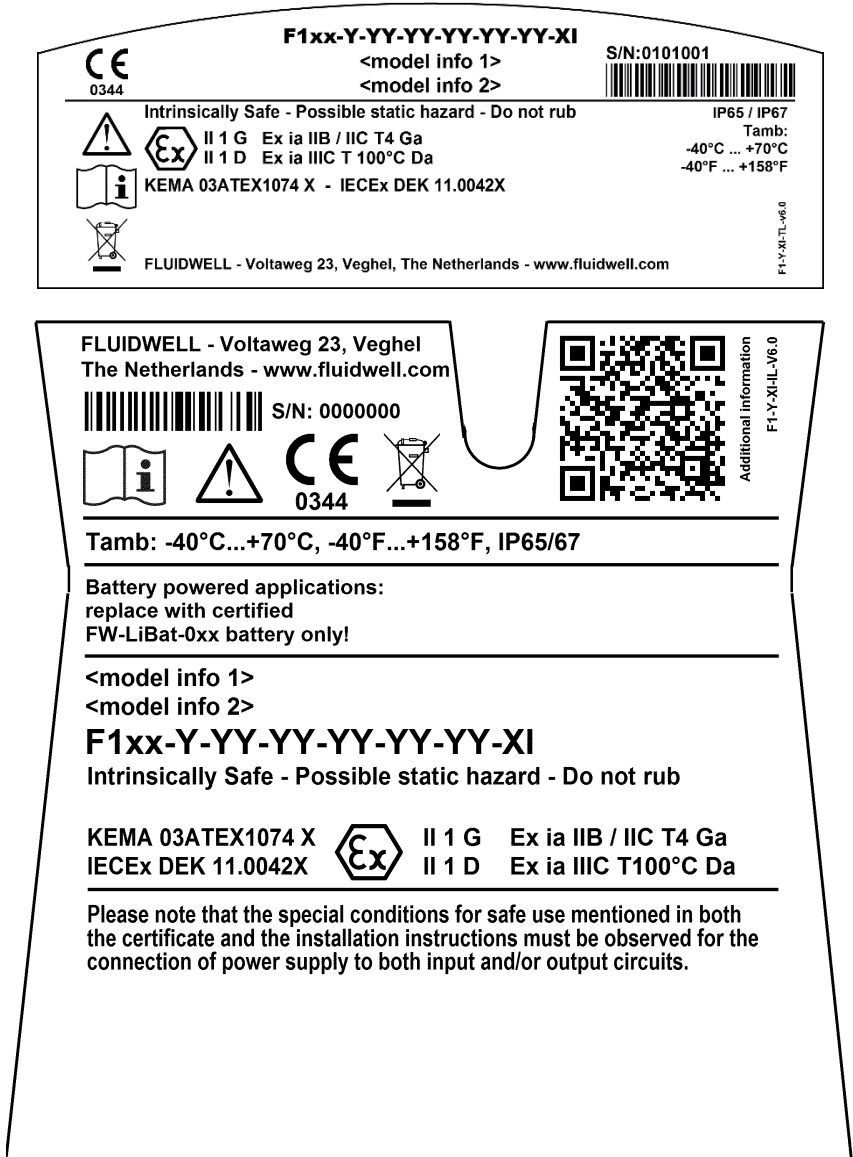 F1xx-Y-YY-YY-YY-YY-YY-XI
<model info 1>
<model info 2>
S/N:0101001
CE
0344
Intrinsically Safe - Possible static hazard - Do not rub
IP65 / IP67
Tamb:
-40°C ... +70°C
-40°F ... +158°F
Ex
II 1 G Ex ia IIB / IIC T4 Ga
II 1 D Ex ia IIIC T 100°C Da
i
KEMA 03ATEX1074 X - IECEx DEK 11.0042X
FLUIDWELL - Voltaweg 23, Veghel, The Netherlands - www.fluidwell.com
F1-Y-XI-TL-v6.0
FLUIDWELL - Voltaweg 23, Veghel
The Netherlands - www.fluidwell.com
S/N: 0000000
i
CE
0344
Additional information
F1-Y-XI-IL-V6.0
Tamb: -40°C...+70°C, -40°F...+158°F, IP65/67
Battery powered applications:
replace with certified
FW-LiBat-0xx battery only!
<model info 1>
<model info 2>
F1xx-Y-YY-YY-YY-YY-YY-XI
Intrinsically Safe - Possible static hazard - Do not rub
KEMA 03ATEX1074 X
IECEx DEK 11.0042X
Ex
II 1 G Ex ia IIB / IIC T4 Ga
II 1 D Ex ia IIIC T100°C Da
Please note that the special conditions for safe use mentioned in both
the certificate and the installation instructions must be observed for the
connection of power supply to both input and/or output circuits.